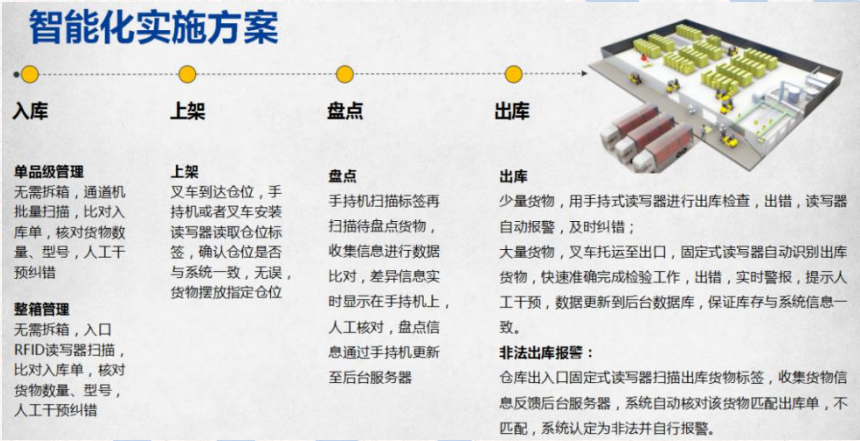 智能化实施方案
入库
上架
盘点
出库
单品级管理
无需拆箱，通道机
批量扫描，比对入
库单，核对货物数
量、型号，人工干
预纠错
整箱管理
无需拆箱，入口
RFID读写器扫描，
比对入库单，核对
货物数量、型号，
人工干预纠错
上架
叉车到达仓位，手
持机或者叉车安装
读写器读取仓位标
签，确认仓位是否
与系统一致，无误，
货物摆放指定仓位
盘点
手持机扫描标签再
扫描待盘点货物，
收集信息进行数据
比对，差异信息实
时显示在手持机上，
人工核对，盘点信
息通过手持机更新
至后台服务器
出库
少量货物，用手持式读写器进行出库检查，出错，读写器
自动报警，及时纠错；
大量货物，叉车托运至出口，固定式读写器自动识别出库
货物，快速准确完成检验工作，出错，实时警报，提示人
工干预，数据更新到后台数据库，保证库存与系统信息一
致。
非法出库报警：
仓库出入口固定式读写器扫描出库货物标签，收集货物信
息反馈后台服务器，系统自动核对该货物匹配出库单，不
匹配，系统认定为非法并自行报警。